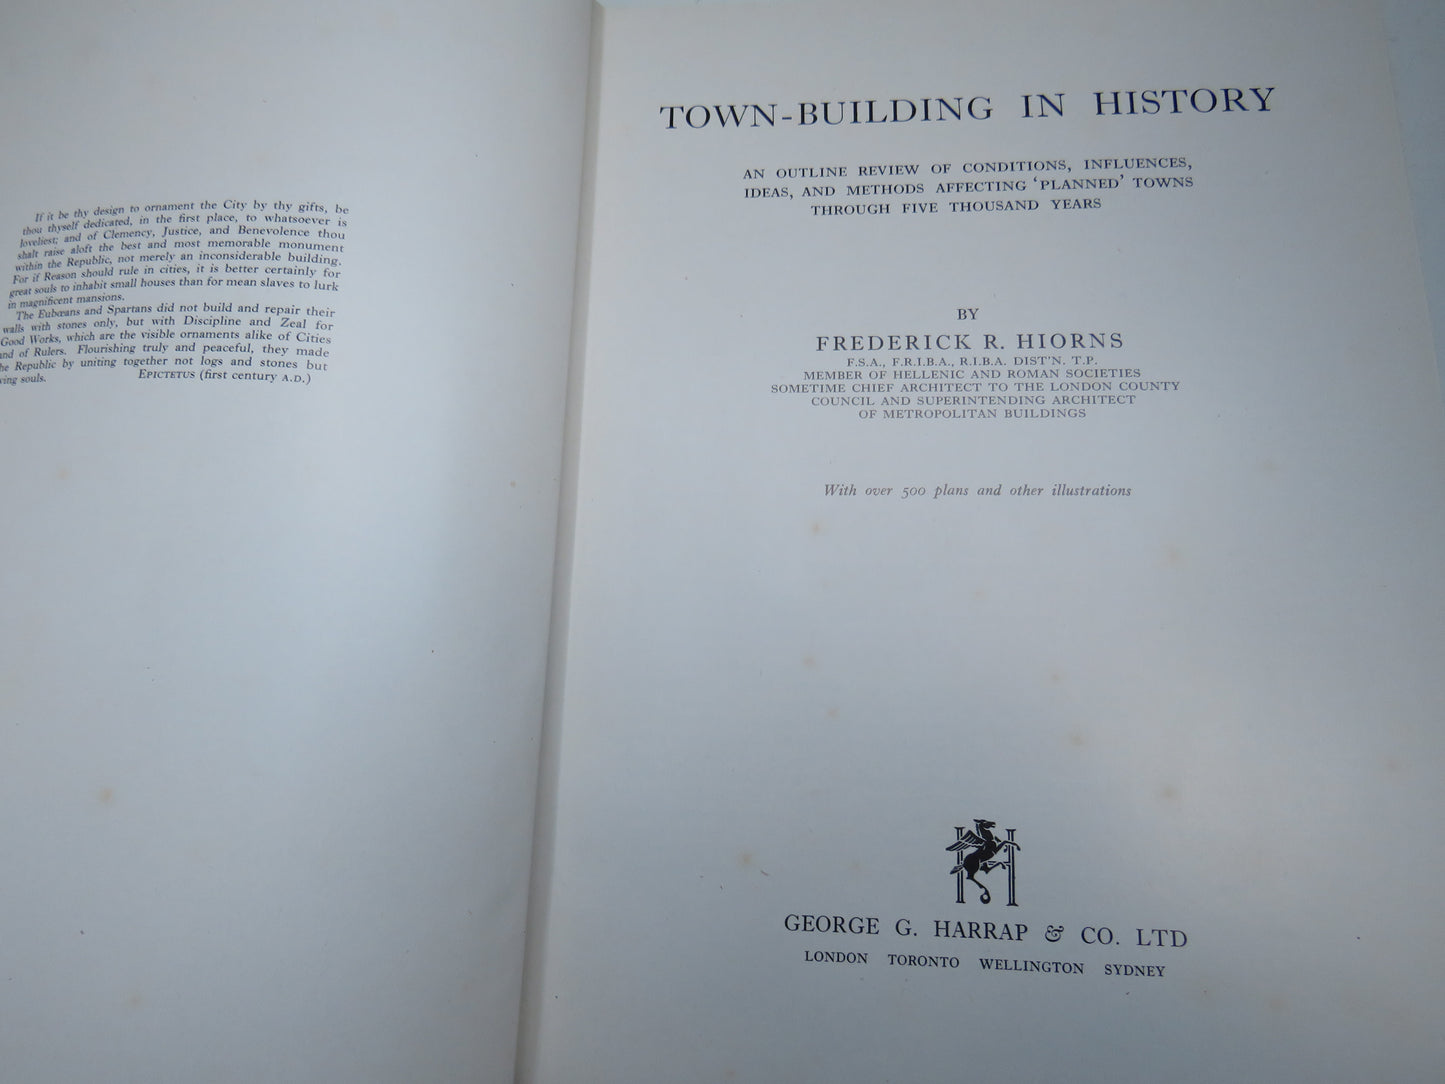 If it be thy design to ornament the City by thy gifts, be
thou thyself dedicated, in the first place, to whatsoever is
loveliest; and of Clemency, Justice, and Benevolence thou
shalt raise aloft the best and most memorable monument
within the Republic, not merely an inconsiderable building.
For if Reason should rule in cities, it is better certainly for
great souls to inhabit small houses than for mean slaves to lurk
in magnificent mansions.
The Eubœans and Spartans did not build and repair their
walls with stones only, but with Discipline and Zeal for
Good Works, which are the visible ornaments alike of Cities
and of Rulers. Flourishing truly and peaceful, they made
he Republic by uniting together not logs and stones but
ving souls. EPICTETUS (first century A.D.)
TOWN-BUILDING IN HISTORY
AN OUTLINE REVIEW OF CONDITIONS, INFLUENCES,
IDEAS, AND METHODS AFFECTING ‘PLANNED’ TOWNS
THROUGH FIVE THOUSAND YEARS
BY
FREDERICK R. HIORNS
F.S.A., F.R.I.B.A., R.I.B.A. DIST'N. T.P.
MEMBER OF HELLENIC AND ROMAN SOCIETIES
SOMETIME CHIEF ARCHITECT TO THE LONDON COUNTY
COUNCIL AND SUPERINTENDING ARCHITECT
OF METROPOLITAN BUILDINGS
With over 500 plans and other illustrations
H
GEORGE G. HARRAP & CO. LTD
LONDON TORONTO WELLINGTON SYDNEY